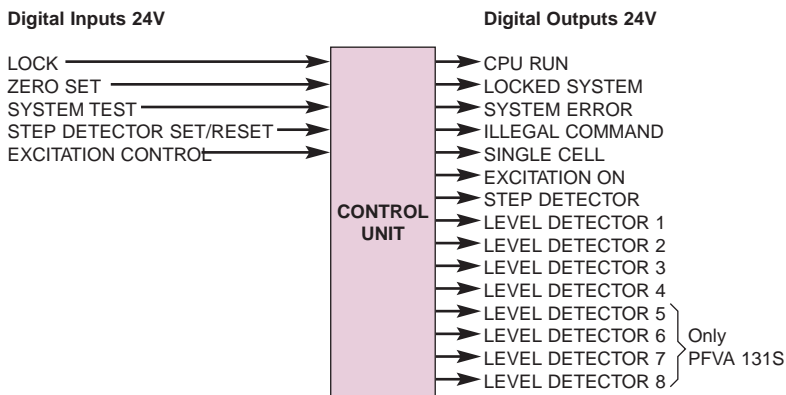 Digital Inputs 24V
Digital Outputs 24V
LOCK
ZERO SET
SYSTEM TEST
STEP DETECTOR SET/RESET
EXCITATION CONTROL
CONTROL
UNIT
CPU RUN
LOCKED SYSTEM
SYSTEM ERROR
ILLEGAL COMMAND
SINGLE CELL
EXCITATION ON
STEP DETECTOR
LEVEL DETECTOR 1
LEVEL DETECTOR 2
LEVEL DETECTOR 3
LEVEL DETECTOR 4
LEVEL DETECTOR 5
LEVEL DETECTOR 6
LEVEL DETECTOR 7
LEVEL DETECTOR 8
Only
PFVA 131S